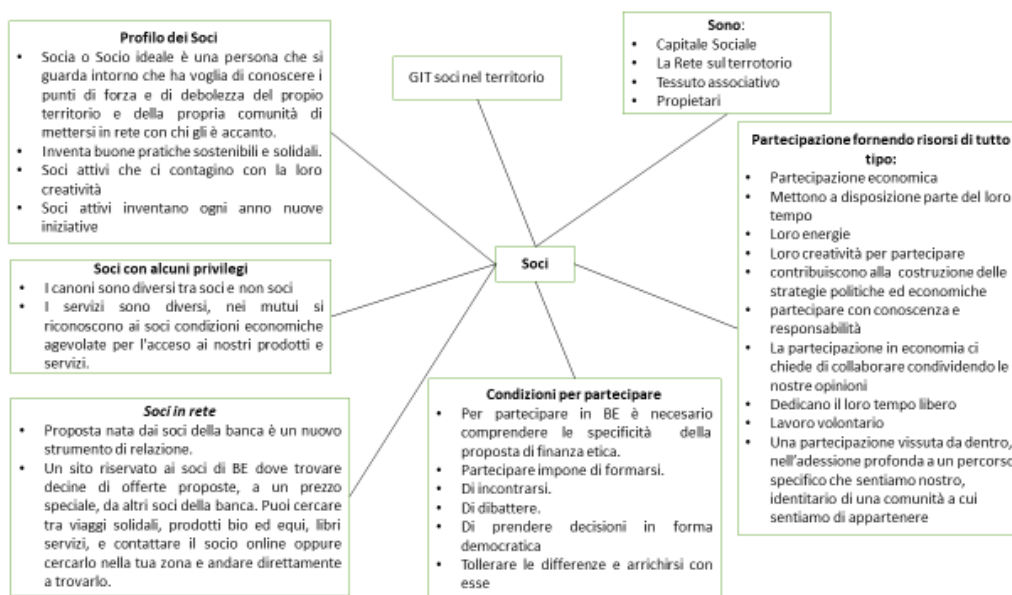 Profilo dei Soci
• Socia o Socio ideale è una persona che si
guarda intorno che ha voglia di conoscere i
punti di forza e di debolezza del propio
territorio e della propria comunità di
mettersi in rete con chi gli è accanto.
• Inventa buone pratiche sostenibili e solidali.
• Soci attivi che ci contagino con la loro
creatività
• Soci attivi inventano ogni anno nuove
iniziative
GIT soci nel territorio
Sono:
• Capitale Sociale
• La Rete sul terrotorio
• Tessuto associativo
• Propietari
Partecipazione fornendo risorsi di tutto
tipo:
• Partecipazione economica
• Mettono a disposizione parte del loro
tempo
• Loro energie
• Loro creatività per partecipare
• contribuiscono alla costruzione delle
strategie politiche ed economiche
• partecipare con conoscenza e
responsabilità
• La partecipazione in economia ci
chiede di collaborare condividendo le
nostre opinioni
• Dedicano il loro tempo libero
• Lavoro volontario
• Una partecipazione vissuta da dentro,
nell'adessione profonda a un percorso
specifico che sentiamo nostro,
identitario di una comunità a cui
sentiamo di appartenere
Soci
Soci con alcuni privilegi
• I canoni sono diversi tra soci e non soci
• I servizi sono diversi, nei mutui si
riconoscono ai soci condizioni economiche
agevolate per l'accesso ai nostri prodotti e
servizi.
Soci in rete
• Proposta nata dai soci della banca è un nuovo
strumento di relazione.
• Un sito riservato ai soci di BE dove trovare
decine di offerte proposte, a un prezzo
speciale, da altri soci della banca. Puoi cercare
tra viaggi solidali, prodotti bio ed equi, libri
servizi, e contattare il socio online oppure
cercarlo nella tua zona e andare direttamente
a trovarlo.
Condizioni per partecipare
• Per partecipare in BE è necesario
comprendere le specificità della
proposta di finanza etica.
• Partecipare impone di formarsi.
• Di incontrarsi.
• Di dibattere.
• Di prendere decisioni in forma
democratica
• Tollerare le differenze e arrichirsi con
esse